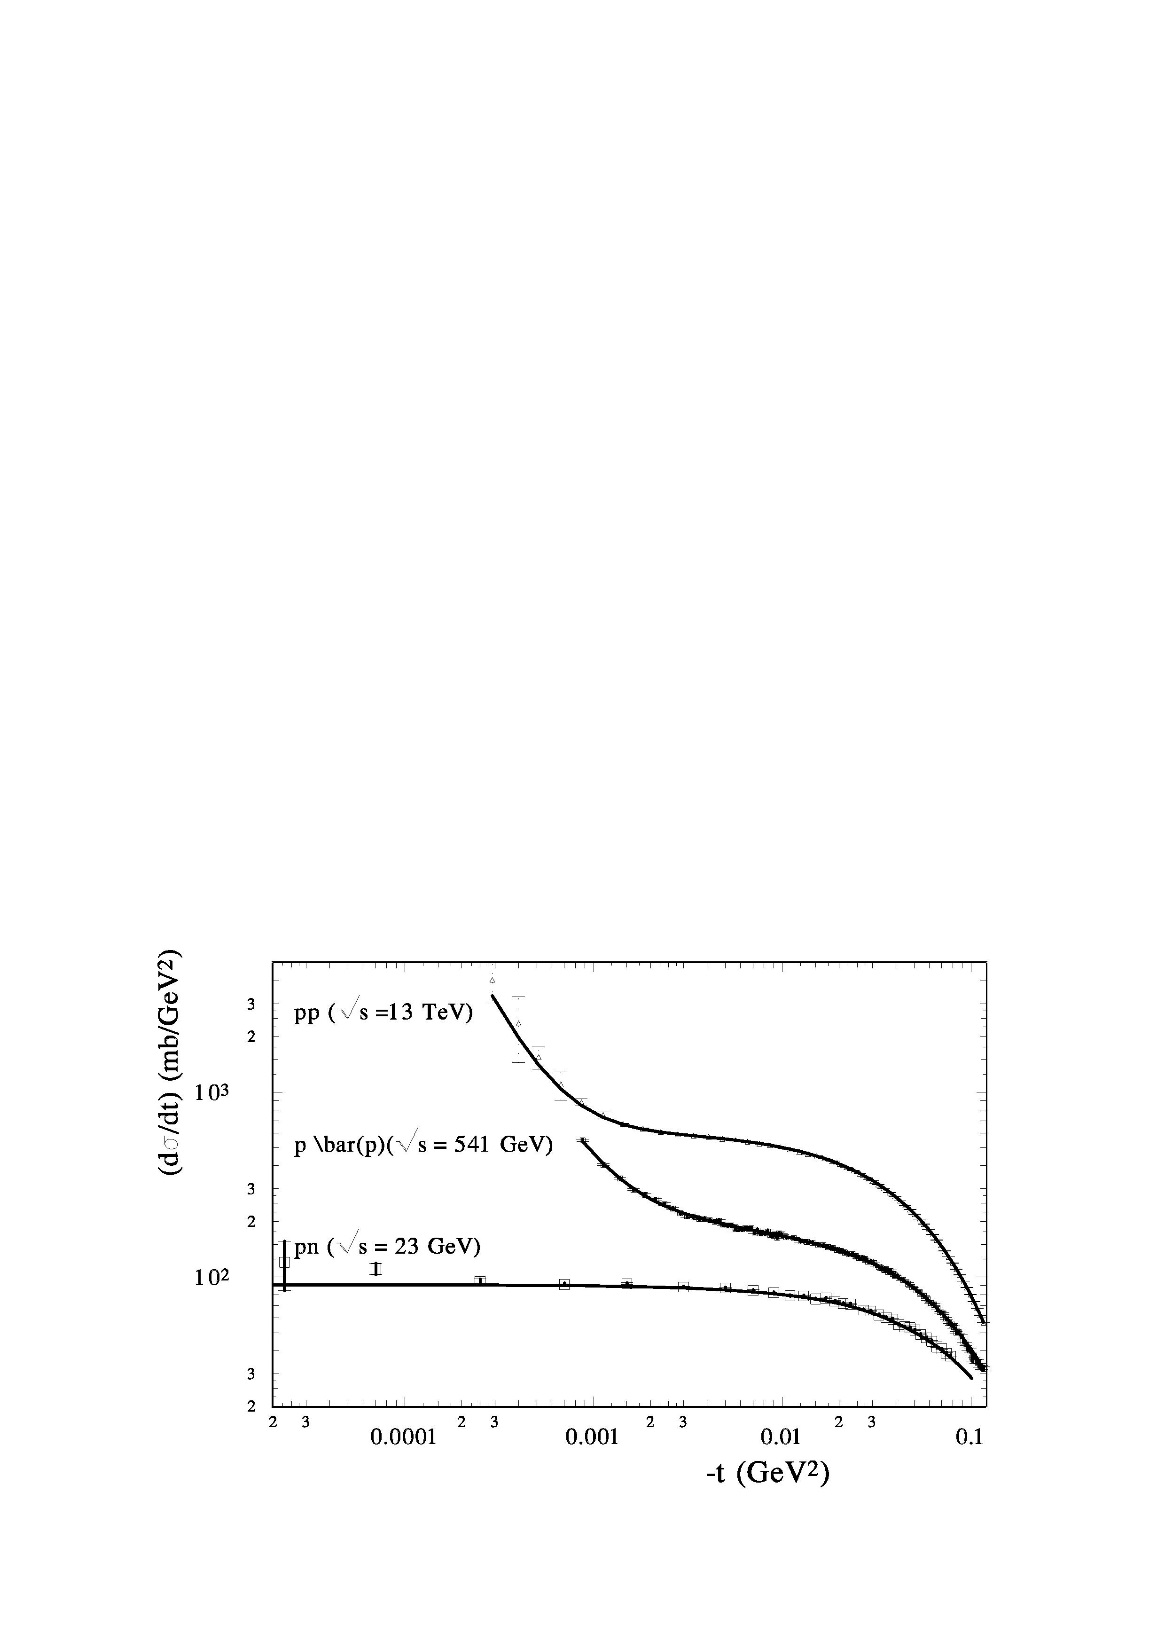 (dσ/dt) (mb/GeV2)
3
pp (√s =13 TeV)
2
103
p \bar(p)(√s = 541 GeV)
3
2
pn (√s = 23 GeV)
102
3
2
2 3 2 3 2 3 2 3
0.0001 0.001 0.01 0.1
-t (GeV2)